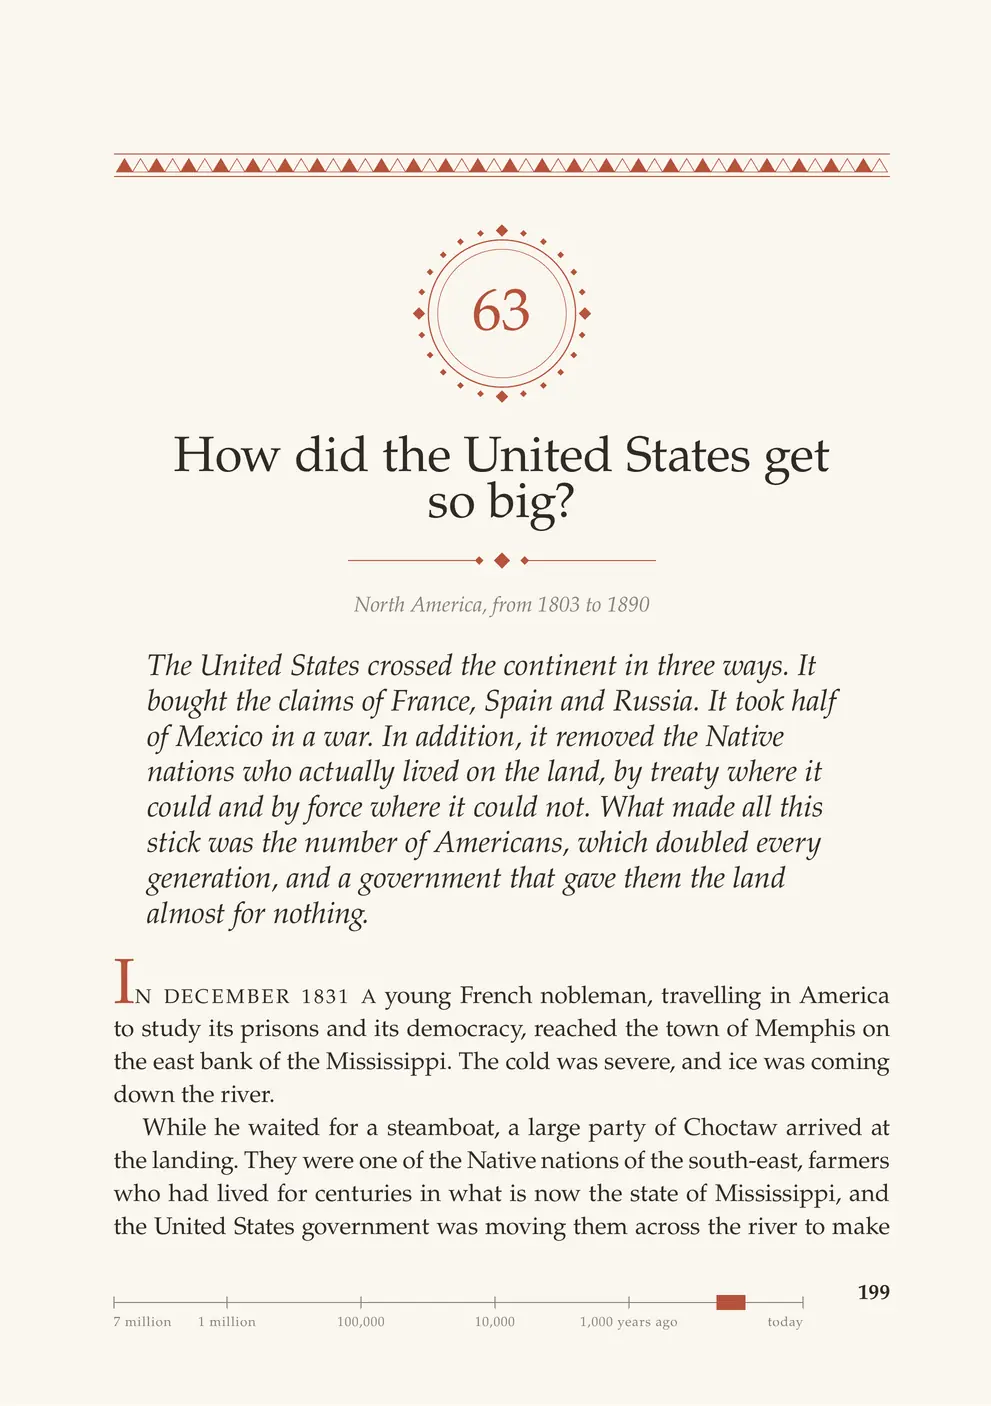 63
How did the United States get
so big?
North America, from 1803 to 1890
The United States crossed the continent in three ways. It
bought the claims of France, Spain and Russia. It took half
of Mexico in a war. In addition, it removed the Native
nations who actually lived on the land, by treaty where it
could and by force where it could not. What made all this
stick was the number of Americans, which doubled every
generation, and a government that gave them the land
almost for nothing.
IN DECEMBER 1831 A young French nobleman, travelling in America
to study its prisons and its democracy, reached the town of Memphis on
the east bank of the Mississippi. The cold was severe, and ice was coming
down the river.
While he waited for a steamboat, a large party of Choctaw arrived at
the landing. They were one of the Native nations of the south-east, farmers
who had lived for centuries in what is now the state of Mississippi, and
the United States government was moving them across the river to make
199
7 million 1 million 100,000 10,000 1,000 years ago today